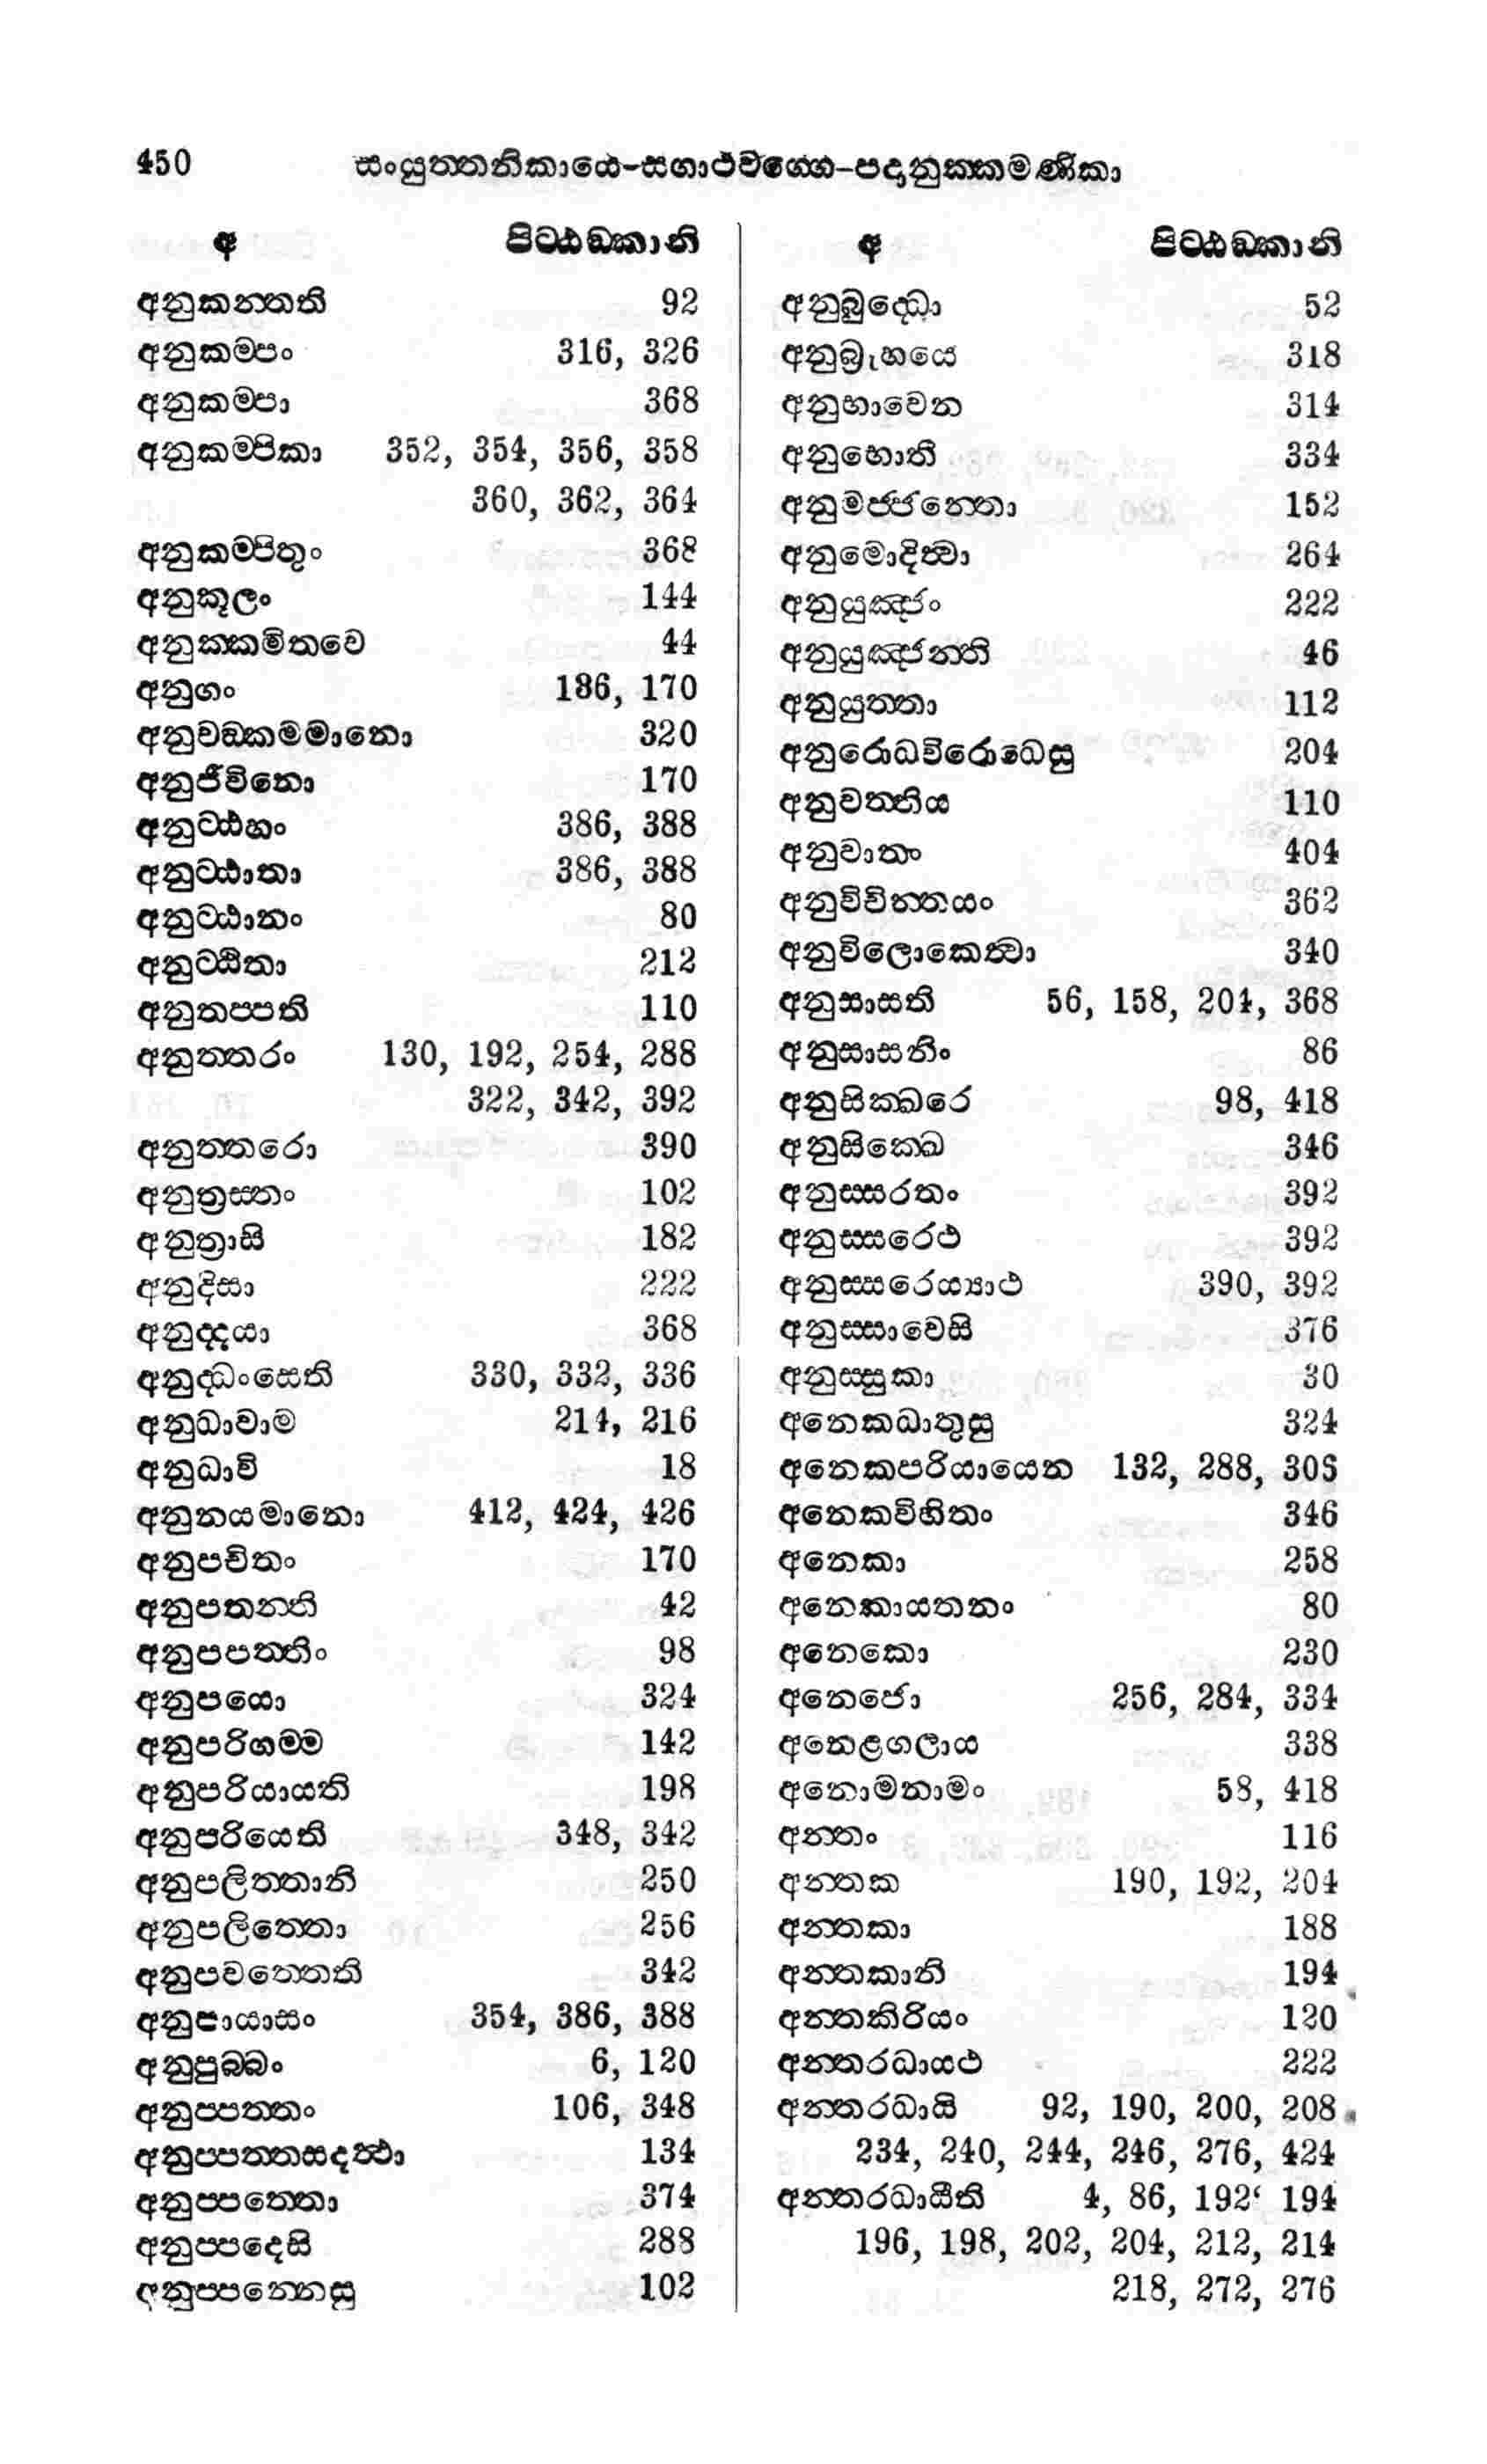 450 සංයුත්තනිකායෙ-සගාථවග්ගෙ-පදානුක්කමණිකා
අ පිට්ඨඞ්කානි
අනුකන්තති 92
අනුකම්පං 316, 326
අනුකම්පා 368
අනුකම්පිකා 352, 354, 356, 358
360, 362, 364
අනුකම්පිතුං 368
අනුකූලං 144
අනුක්කමිතවෙ 44
අනුගං 136, 170
අනුචඞ්කමමානො 320
අනුජීවිනො 170
අනුට්ඨහං 386, 388
අනුට්ඨාතා 386, 388
අනුට්ඨානං 80
අනුට්ඨිතා 212
අනුතප්පති 110
අනුත්තරං 130, 192, 254, 288
322, 342, 392
අනුත්තරො 390
අනුත්‍රස්තං 102
අනුත්‍රාසි 182
අනුදිසා 222
අනුද්දයා 368
අනුද්ධංසෙති 330, 332, 336
අනුධාවාම 214, 216
අනුධාවි 18
අනුනයමානො 412, 424, 426
අනුපචිතං 170
අනුපතන්ති 42
අනුපපත්තිං 98
අනුපයො 324
අනුපරිගම්ම 142
අනුපරියායති 198
අනුපරියෙති 348, 342
අනුපලිත්තානි 250
අනුපලිත්තො 256
අනුපවත්තෙති 342
අනුපායාසං 354, 386, 388
අනුපුබ්බං 6, 120
අනුප්පත්තං 106, 348
අනුප්පත්තසදත්ථා 134
අනුප්පත්තො 374
අනුප්පදෙසි 288
අනුප්පන්නෙසු 102
අ පිට්ඨඞ්කානි
අනුබුද්ධො 52
අනුබ්‍රෑහයෙ 318
අනුභාවෙන 314
අනුභොති 334
අනුමජ්ජන්තො 152
අනුමොදිත්වා 264
අනුයුඤ්ජං 222
අනුයුඤ්ජන්ති 46
අනුයුත්තා 112
අනුරොධවිරොධෙසු 204
අනුවත්තිය 110
අනුවාතං 404
අනුවිචින්තයං 362
අනුවිලොකෙත්වා 340
අනුසාසති 56, 158, 204, 368
අනුසාසනිං 86
අනුසික්ඛරෙ 98, 418
අනුසික්ඛෙ 346
අනුස්සරතං 392
අනුස්සරෙථ 392
අනුස්සරෙය්‍යාථ 390, 392
අනුස්සාවෙසි 376
අනුස්සුකා 30
අනෙකධාතුසු 324
අනෙකපරියායෙන 132, 288, 308
අනෙකවිහිතං 346
අනෙකා 258
අනෙකායතනං 80
අනෙකො 230
අනෙජො 256, 284, 334
අනෙළගලාය 338
අනොමනාමං 58, 418
අන්තං 116
අන්තක 190, 192, 204
අන්තකා 188
අන්තකානි 194
අන්තකිරියං 120
අන්තරධායථ 222
අන්තරධායි 92, 190, 200, 208
234, 240, 244, 246, 276, 424
අන්තරධායීති 4, 86, 192‘ 194
196, 198, 202, 204, 212, 214
218, 272, 276